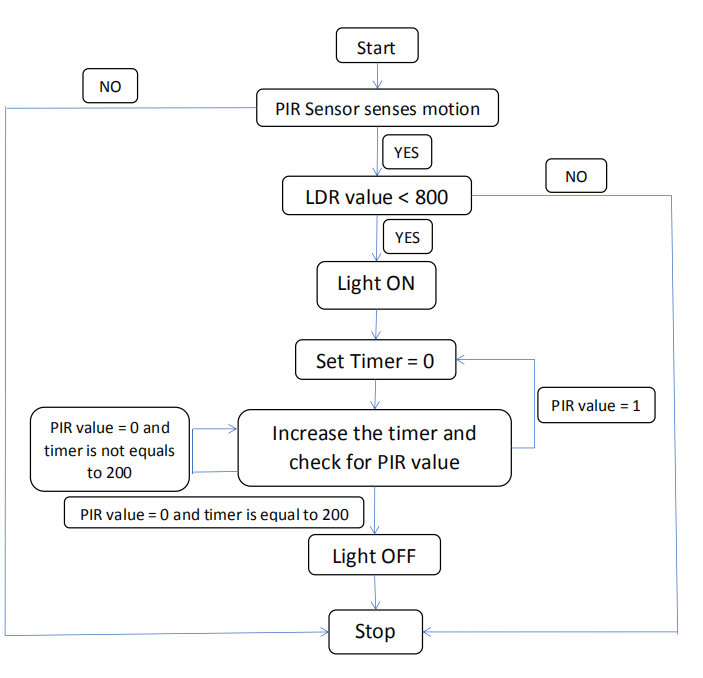 Start
NO
PIR Sensor senses motion
YES
NO
LDR value < 800
YES
Light ON
Set Timer = 0
PIR value = 1
PIR value = 0 and
timer is not equals
to 200
Increase the timer and
check for PIR value
PIR value = 0 and timer is equal to 200
Light OFF
Stop